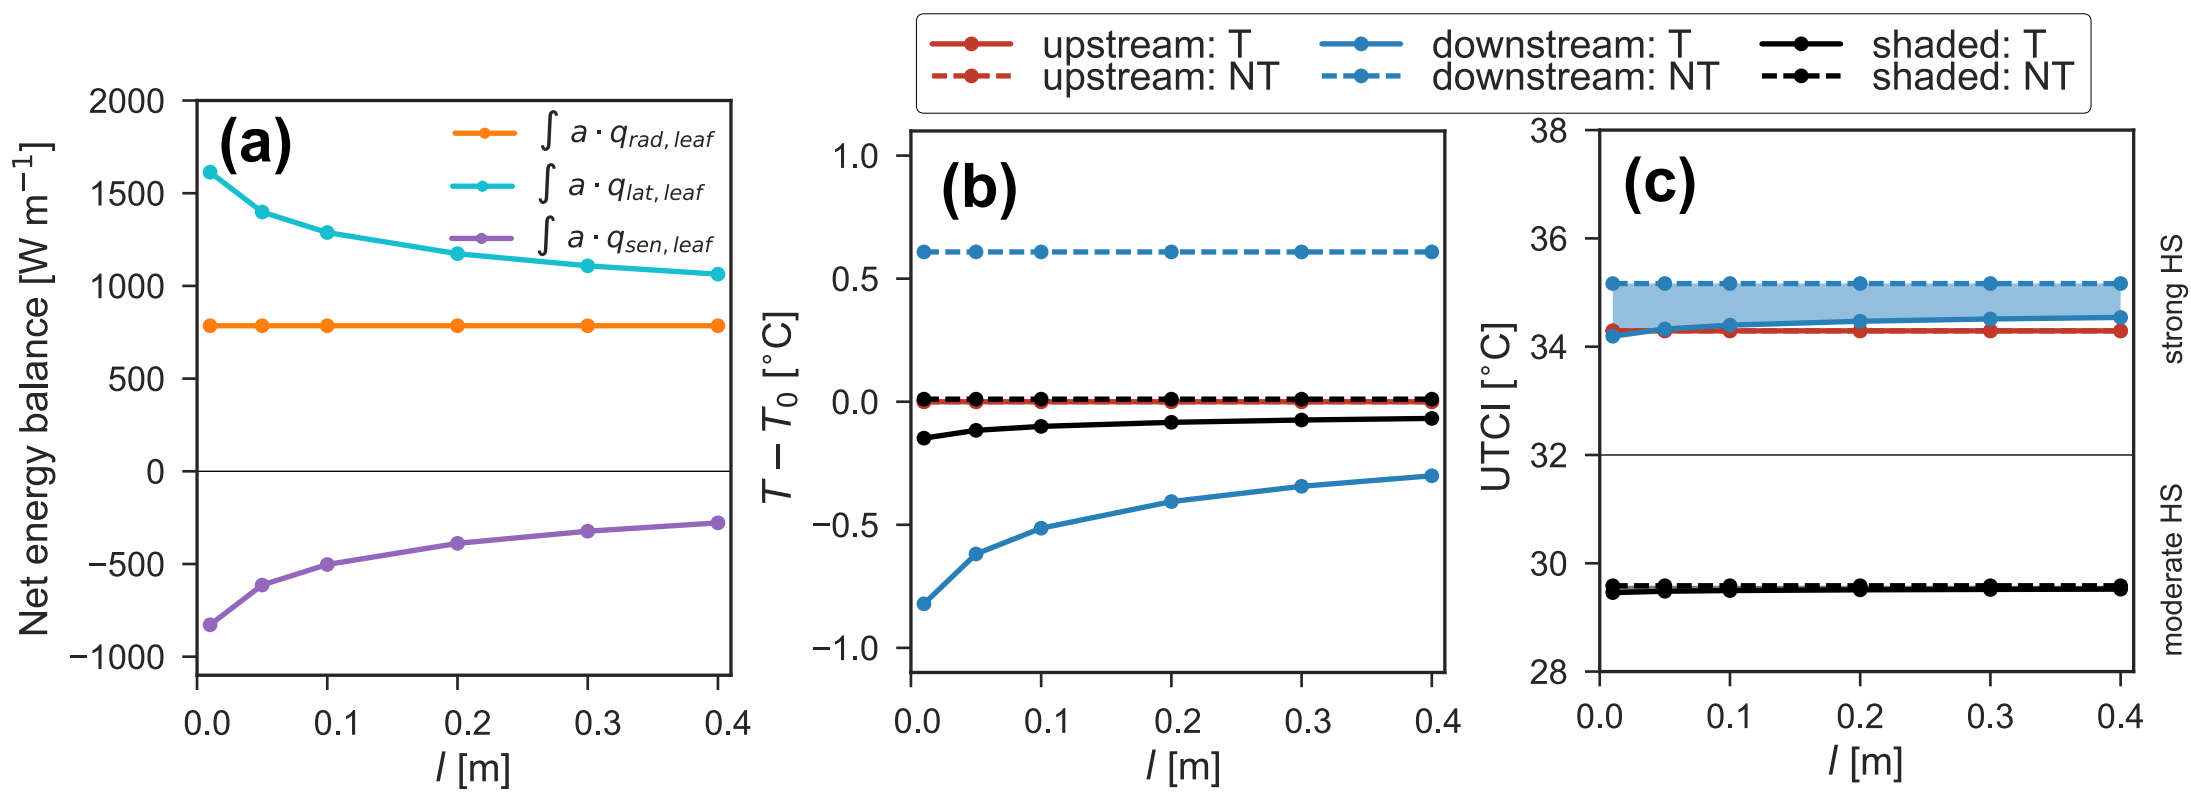 upstream: T
upstream: NT
downstream: T
downstream: NT
shaded: T
shaded: NT
(a)
∫ a · q_rad, leaf
∫ a · q_lat, leaf
∫ a · q_sen, leaf
Net energy balance [W m⁻¹]
2000
1500
1000
500
0
−500
−1000
0.0 0.1 0.2 0.3 0.4
l [m]
(b)
T − T₀ [°C]
1.0
0.5
0.0
−0.5
−1.0
0.0 0.1 0.2 0.3 0.4
l [m]
(c)
UTCI [°C]
38
36
34
32
30
28
0.0 0.1 0.2 0.3 0.4
l [m]
strong HS
moderate HS